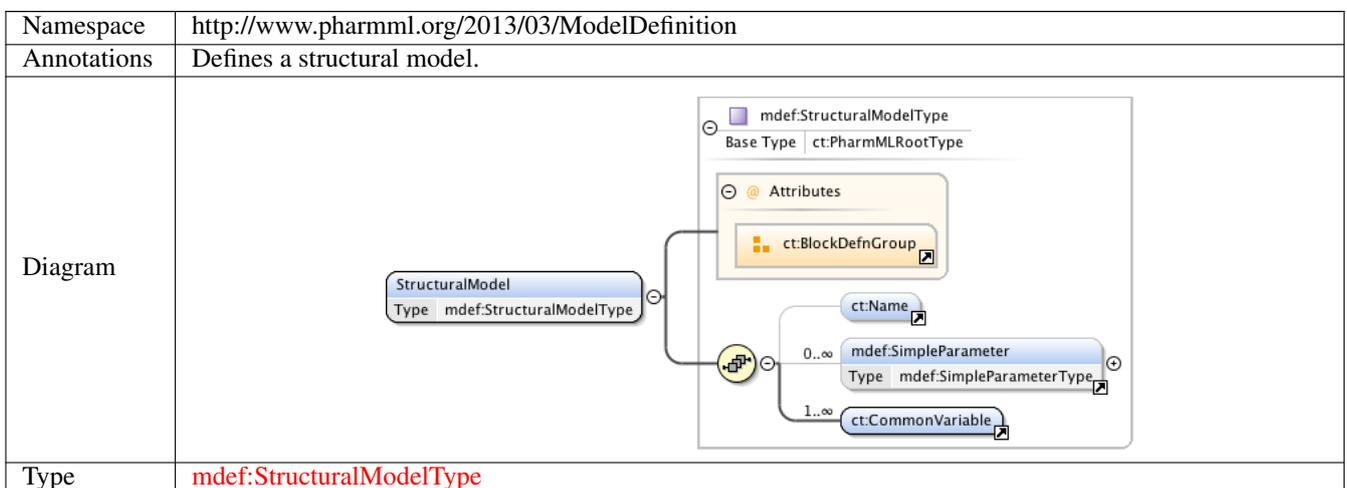 Namespace http://www.pharmml.org/2013/03/ModelDefinition
Annotations Defines a structural model.
Diagram
mdef:StructuralModelType
Base Type ct:PharmMLRootType
@ Attributes
ct:BlockDefnGroup
StructuralModel
Type mdef:StructuralModelType
ct:Name
0..∞ mdef:SimpleParameter
Type mdef:SimpleParameterType
1..∞ ct:CommonVariable
Type mdef:StructuralModelType